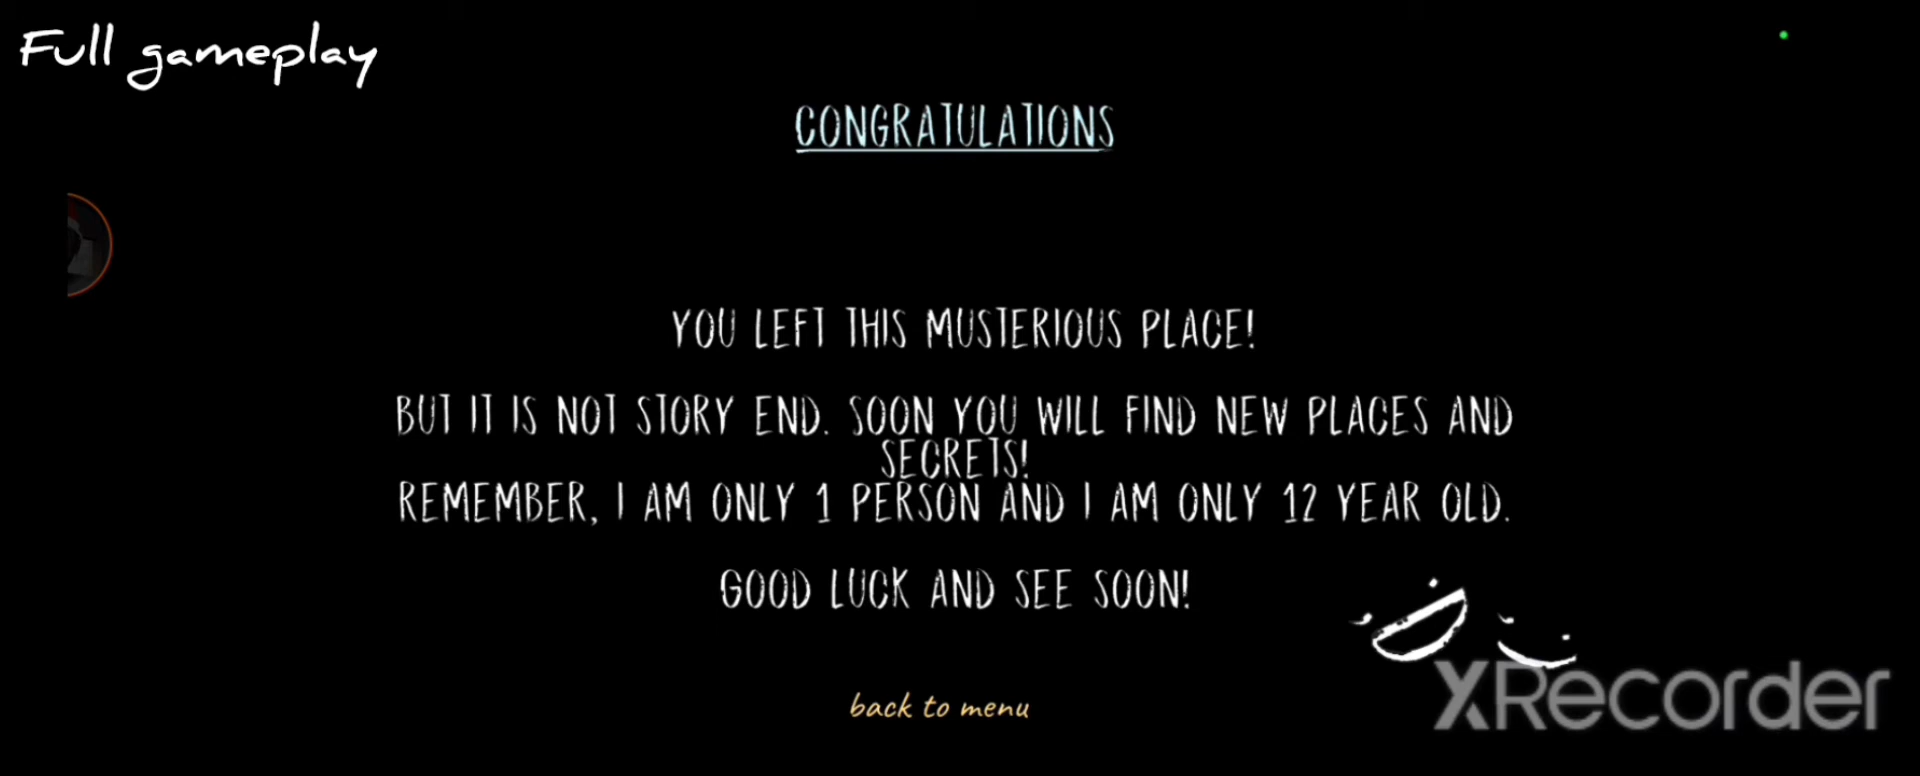 Full gameplay
CONGRATULATIONS
YOU LEFT THIS MUSTERIOUS PLACE!
BUT IT IS NOT STORY END. SOON YOU WILL FIND NEW PLACES AND
SECRETS!
REMEMBER, I AM ONLY 1 PERSON AND I AM ONLY 12 YEAR OLD.
GOOD LUCK AND SEE SOON!
back to menu
XRecorder